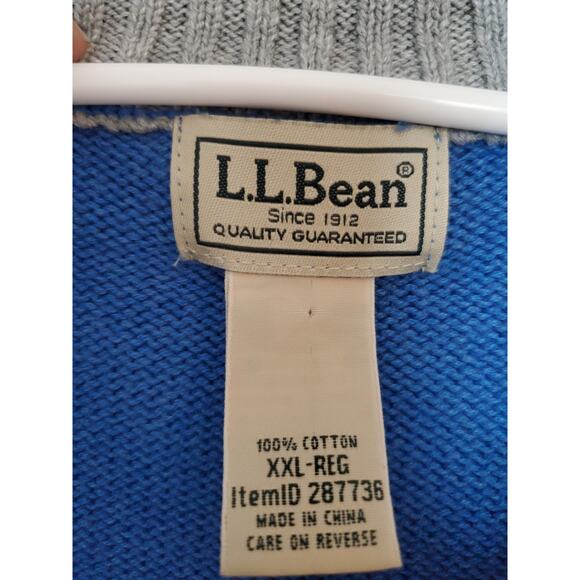 L.L.Bean®
Since 1912
QUALITY GUARANTEED
100% COTTON
XXL-REG
itemID 287736
MADE IN CHINA
CARE ON REVERSE